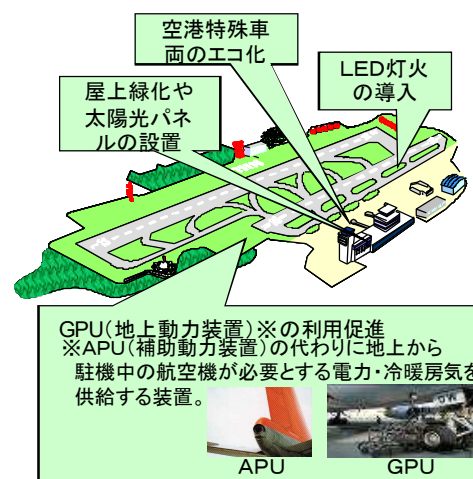 空港特殊車
両のエコ化
LED灯火
の導入
屋上緑化や
太陽光パネ
ルの設置
GPU(地上動力装置)※の利用促進
※APU(補助動力装置)の代わりに地上から
駐機中の航空機が必要とする電力・冷暖房気を
供給する装置。
APU
GPU